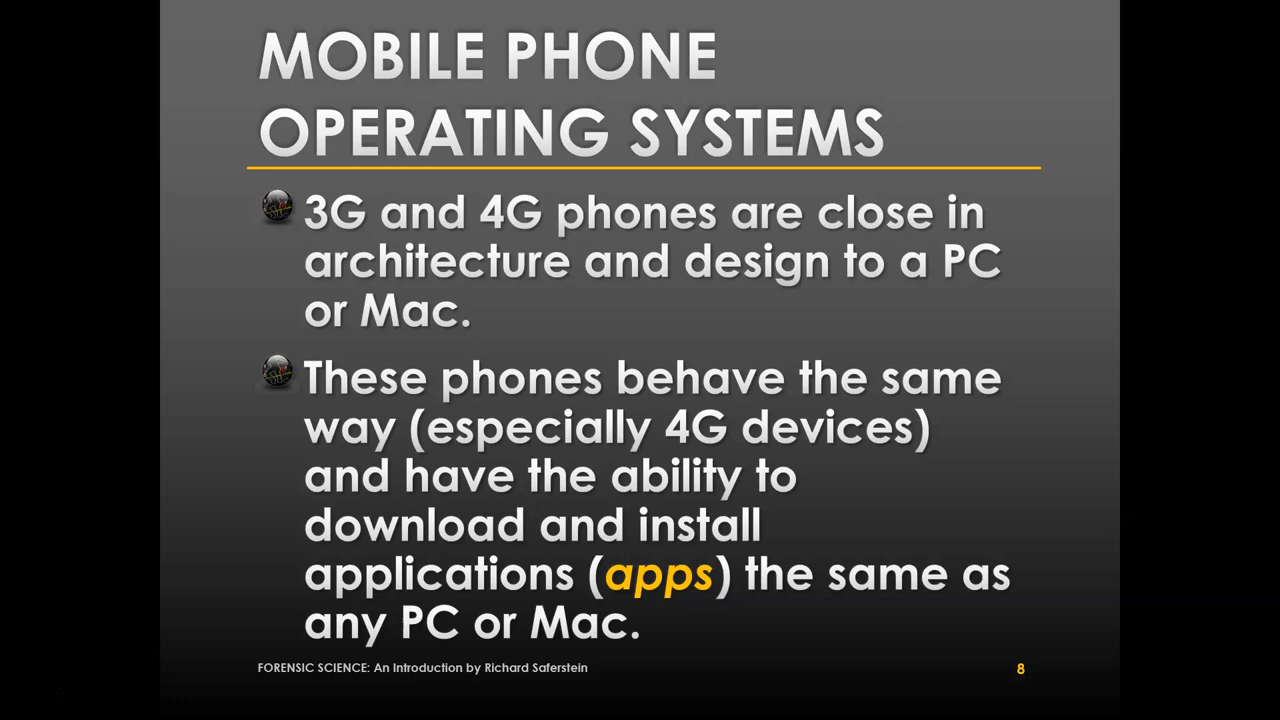 MOBILE PHONE
OPERATING SYSTEMS
3G and 4G phones are close in
architecture and design to a PC
or Mac.
These phones behave the same
way (especially 4G devices)
and have the ability to
download and install
applications (apps) the same as
any PC or Mac.
FORENSIC SCIENCE: An Introduction by Richard Saferstein
8